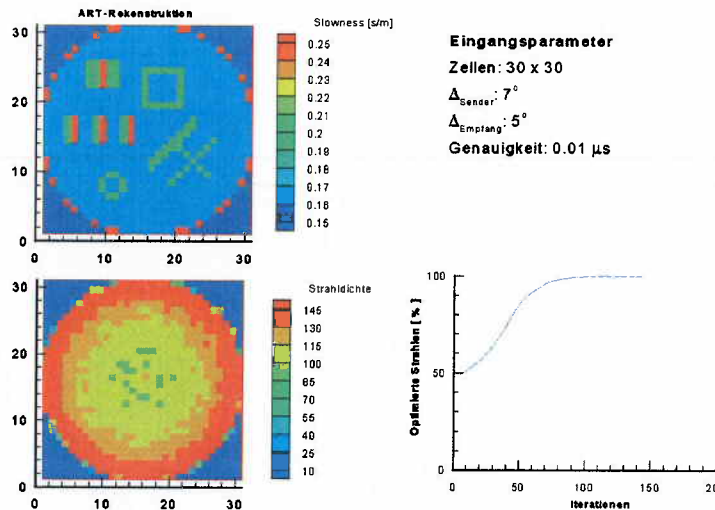 ART-Rekonstruktion
Slowness [s/m]
30
20
10
0
0 10 20 30
0.25
0.24
0.23
0.22
0.21
0.2
0.19
0.18
0.17
0.16
0.15
Eingangsparameter
Zellen: 30 x 30
ΔSender: 7°
ΔEmpfang: 5°
Genauigkeit: 0.01 µs
Strahldichte
30
20
10
0
0 10 20 30
145
130
115
100
85
70
55
40
25
10
Optimierte Strahlen [ % ]
100
50
0
0 50 100 150 200
Iterationen